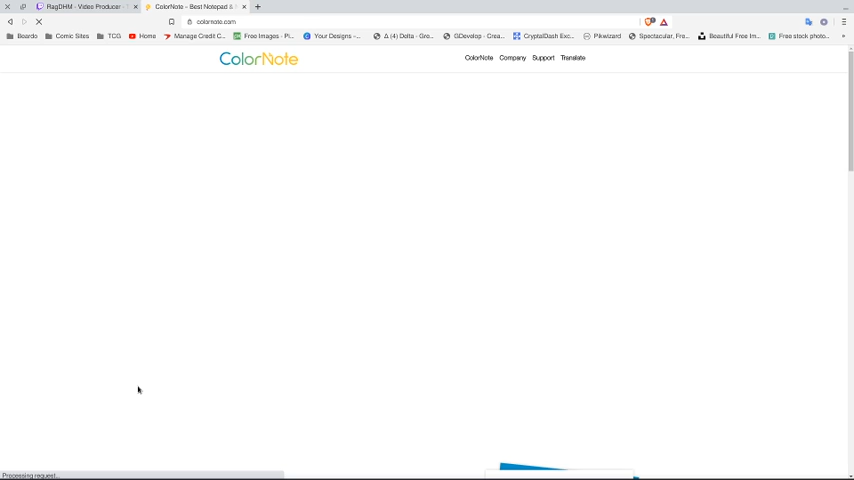 RagDHM - Video Producer -
ColorNote – Best Notepad &
colornote.com
Beardo
Comic Sites
TCG
Home
Manage Credit C...
Free Images - Pi...
Your Designs –...
Δ (4) Delta - Gro...
GDevelop - Crea...
CryptalDash Exc...
Pikwizard
Spectacular, Fre...
Beautiful Free Im...
Free stock photo...
»
ColorNote
ColorNote Company Support Translate
Processing request...